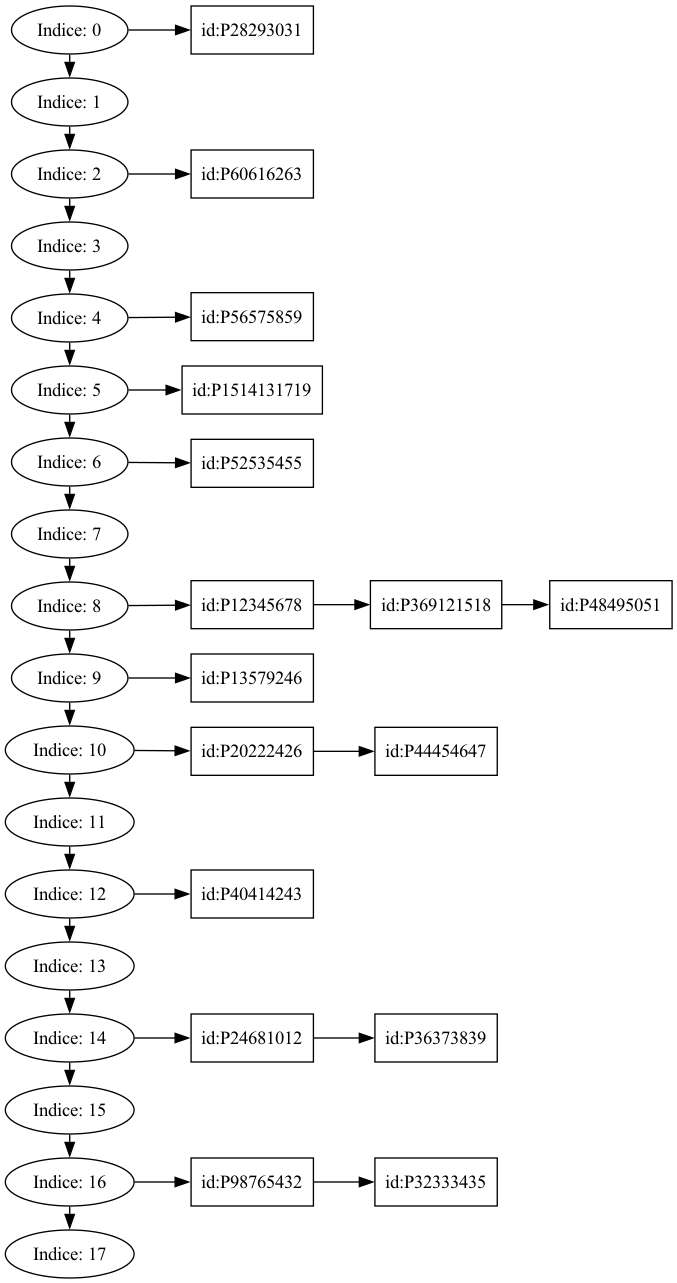 Indice: 0 id:P28293031
Indice: 1
Indice: 2 id:P60616263
Indice: 3
Indice: 4 id:P56575859
Indice: 5 id:P1514131719
Indice: 6 id:P52535455
Indice: 7
Indice: 8 id:P12345678 id:P369121518 id:P48495051
Indice: 9 id:P13579246
Indice: 10 id:P20222426 id:P44454647
Indice: 11
Indice: 12 id:P40414243
Indice: 13
Indice: 14 id:P24681012 id:P36373839
Indice: 15
Indice: 16 id:P98765432 id:P32333435
Indice: 17